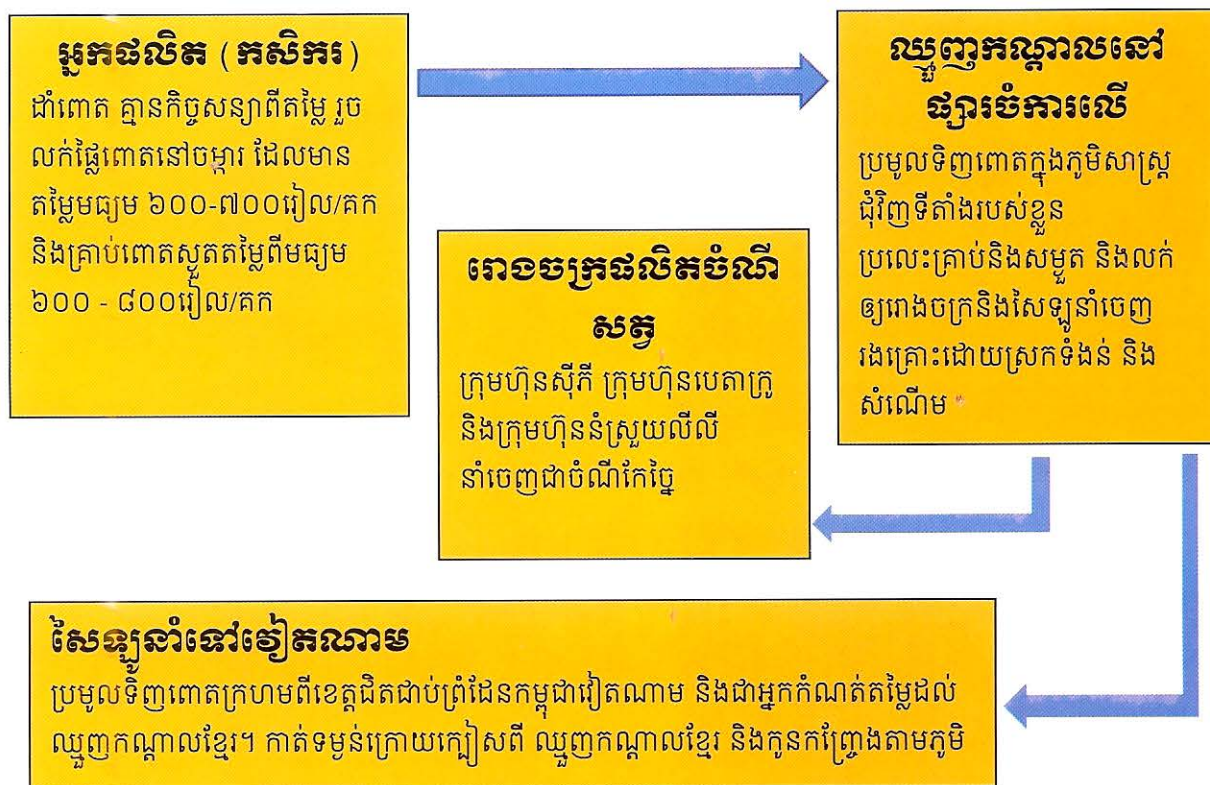 អ្នកផលិត (កសិករ)
ដាំពោត គ្មានកិច្ចសន្យាពីតម្លៃ រួច
លក់ផ្លៃពោតនៅចម្ការ ដែលមាន
តម្លៃមធ្យម ៦០០-៧០០រៀល/គក
និងគ្រាប់ពោតស្ងួតតម្លៃពីមធ្យម
៦០០ - ៨០០រៀល/គក
ឈ្មួញកណ្តាលនៅ
ផ្សារចំការលើ
ប្រមូលទិញពោតក្នុងភូមិសាស្ត្រ
ជុំវិញទីតាំងរបស់ខ្លួន
ប្រលេះគ្រាប់និងសម្ងួត និងលក់
ឲ្យរោងចក្រនិងសៃឡូនាំចេញ
រងគ្រោះដោយស្រកទំងន់ និង
សំណើម
រោងចក្រផលិតចំណី
សត្វ
ក្រុមហ៊ុនស៊ីភី ក្រុមហ៊ុនបេតាក្រូ
និងក្រុមហ៊ុននំស្រួយលីលី
នាំចេញជាចំណីកែច្នៃ
សៃឡូនាំទៅវៀតណាម
ប្រមូលទិញពោតក្រហមពីខេត្តជិតជាប់ព្រំដែនកម្ពុជាវៀតណាម និងជាអ្នកកំណត់តម្លៃដល់
ឈ្មួញកណ្តាលខ្មែរ។ កាត់ទម្ងន់ក្រោយក្បៀសពី ឈ្មួញកណ្តាលខ្មែរ និងកូនកញ្ច្រែងតាមភូមិ